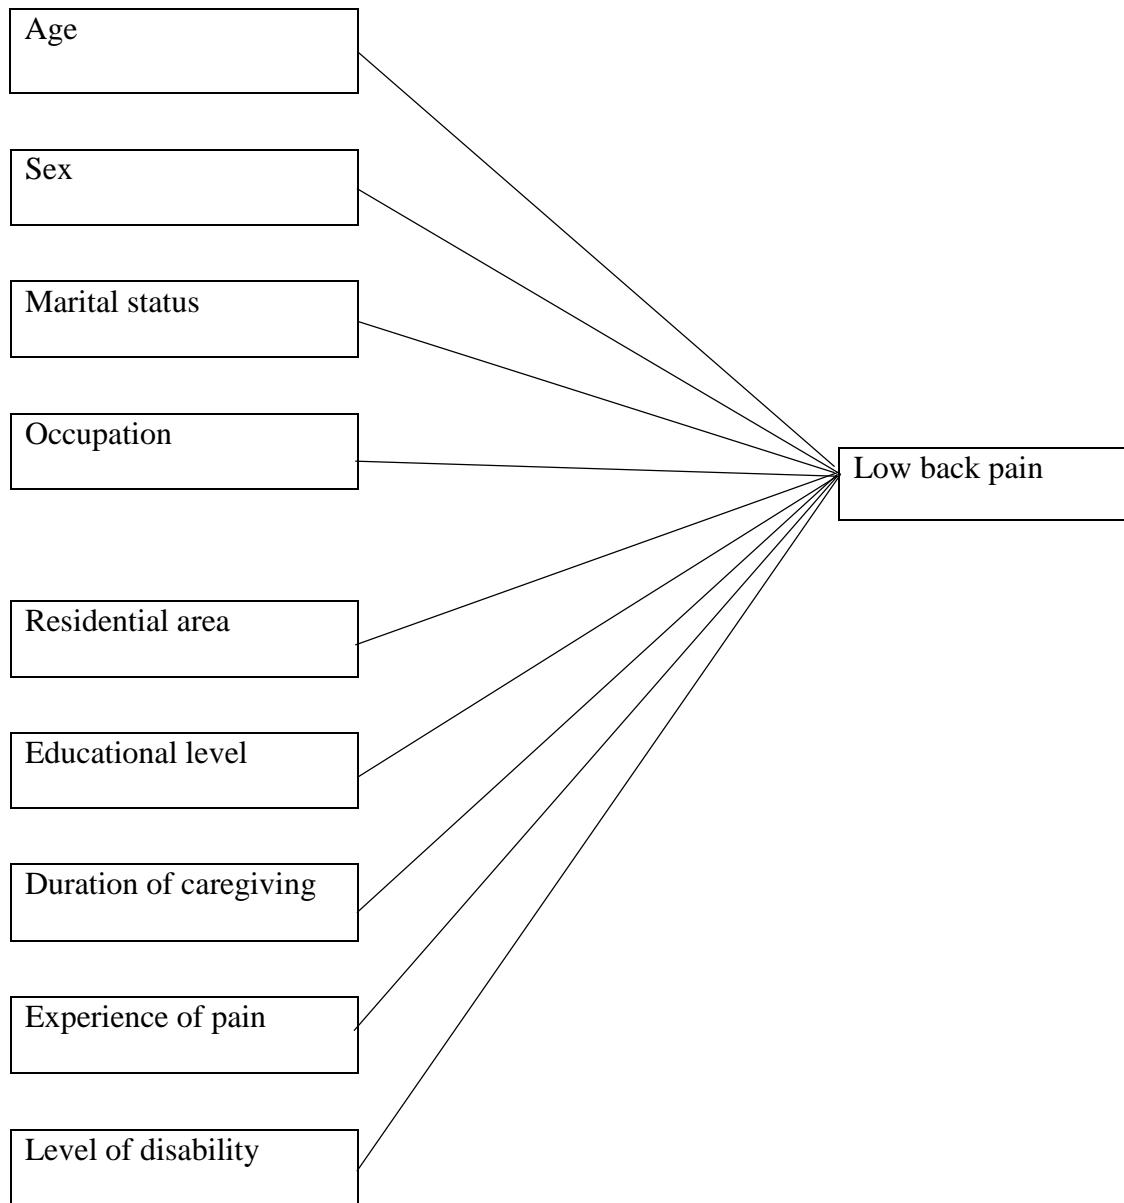 Age
Sex
Marital status
Occupation
Low back pain
Residential area
Educational level
Duration of caregiving
Experience of pain
Level of disability